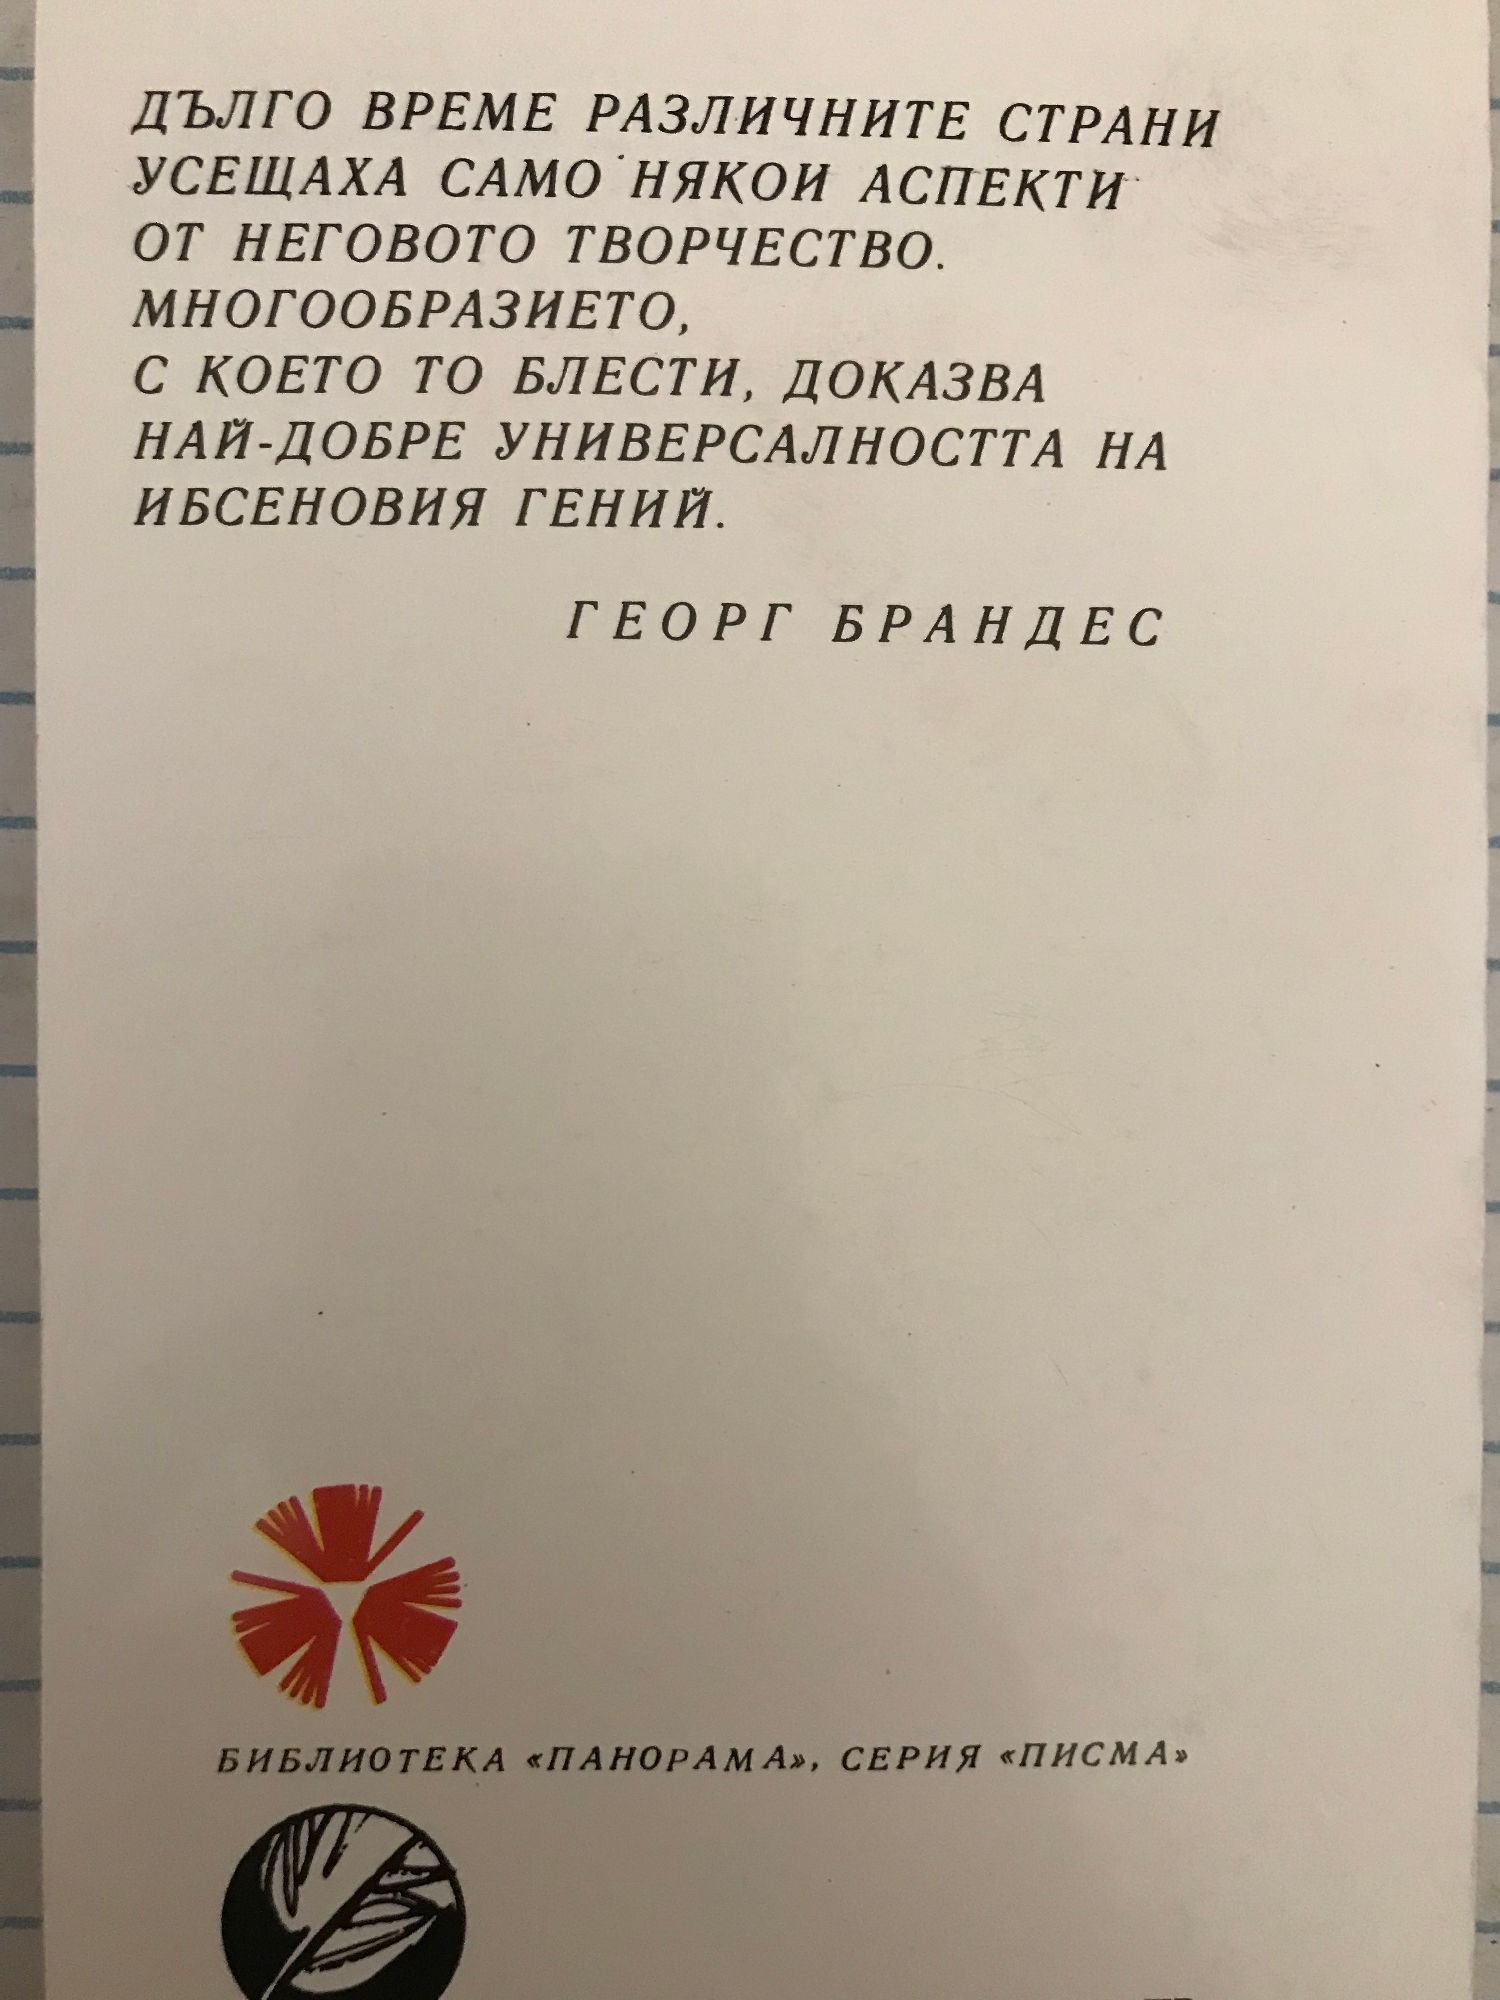 ДЪЛГО ВРЕМЕ РАЗЛИЧНИТЕ СТРАНИ
УСЕЩАХА САМО НЯКОИ АСПЕКТИ
ОТ НЕГОВОТО ТВОРЧЕСТВО.
МНОГООБРАЗИЕТО,
С КОЕТО ТО БЛЕСТИ, ДОКАЗВА
НАЙ-ДОБРЕ УНИВЕРСАЛНОСТТА НА
ИБСЕНОВИЯ ГЕНИЙ.
ГЕОРГ БРАНДЕС
БИБЛИОТЕКА «ПАНОРАМА», СЕРИЯ «ПИСМА»